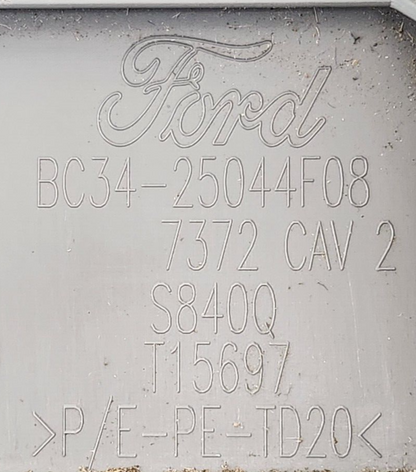 Ford
BC34-25044F08
7372 CAV 2
S840Q
T15697
>P/E-PE-TD20<